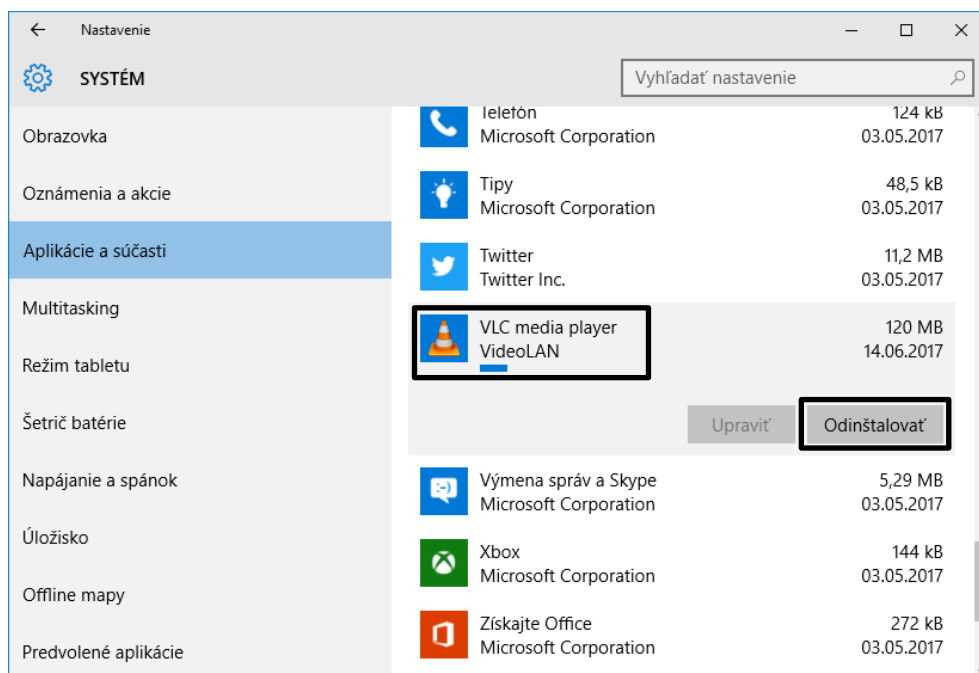 Nastavenie
SYSTÉM
Vyhľadať nastavenie
Obrazovka
Oznámenia a akcie
Aplikácie a súčasti
Multitasking
Režim tabletu
Šetrič batérie
Napájanie a spánok
Úložisko
Offline mapy
Predvolené aplikácie
Telefón 124 kB
Microsoft Corporation 03.05.2017
Tipy 48,5 kB
Microsoft Corporation 03.05.2017
Twitter 11,2 MB
Twitter Inc. 03.05.2017
VLC media player 120 MB
VideoLAN 14.06.2017
Upraviť Odinštalovať
Výmena správ a Skype 5,29 MB
Microsoft Corporation 03.05.2017
Xbox 144 kB
Microsoft Corporation 03.05.2017
Získajte Office 272 kB
Microsoft Corporation 03.05.2017